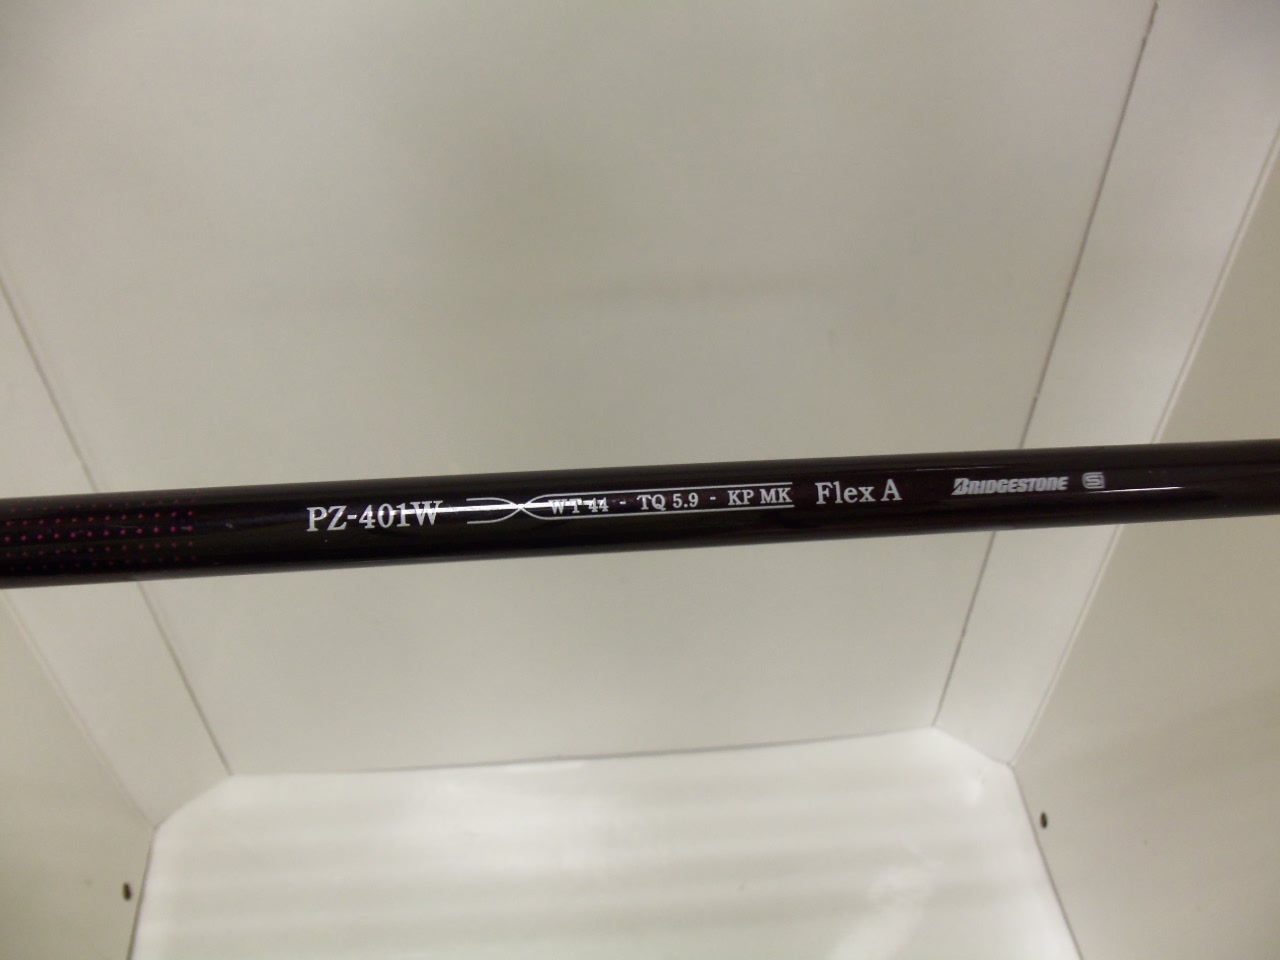 PZ-401W WT 44 - TQ 5.9 - KP MK Flex A BRIDGESTONE S